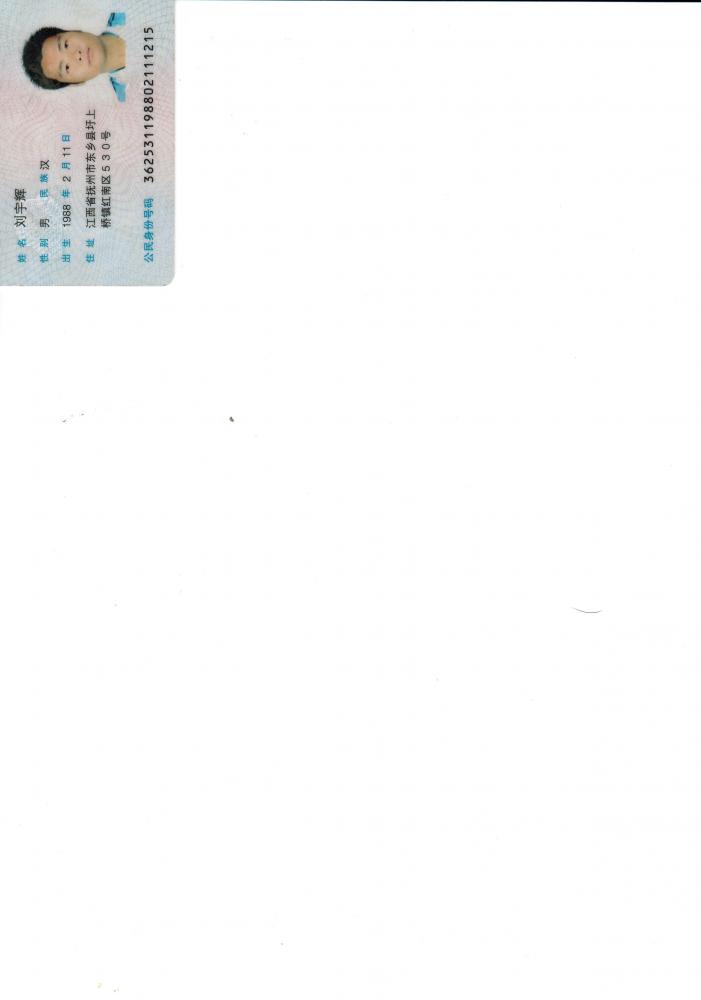 姓名 刘宇辉
性别 男 民族 汉
出生 1988 年 2 月 11 日
住址 江西省抚州市东乡县圩上
桥镇红南区530号
公民身份号码 362531198802111215